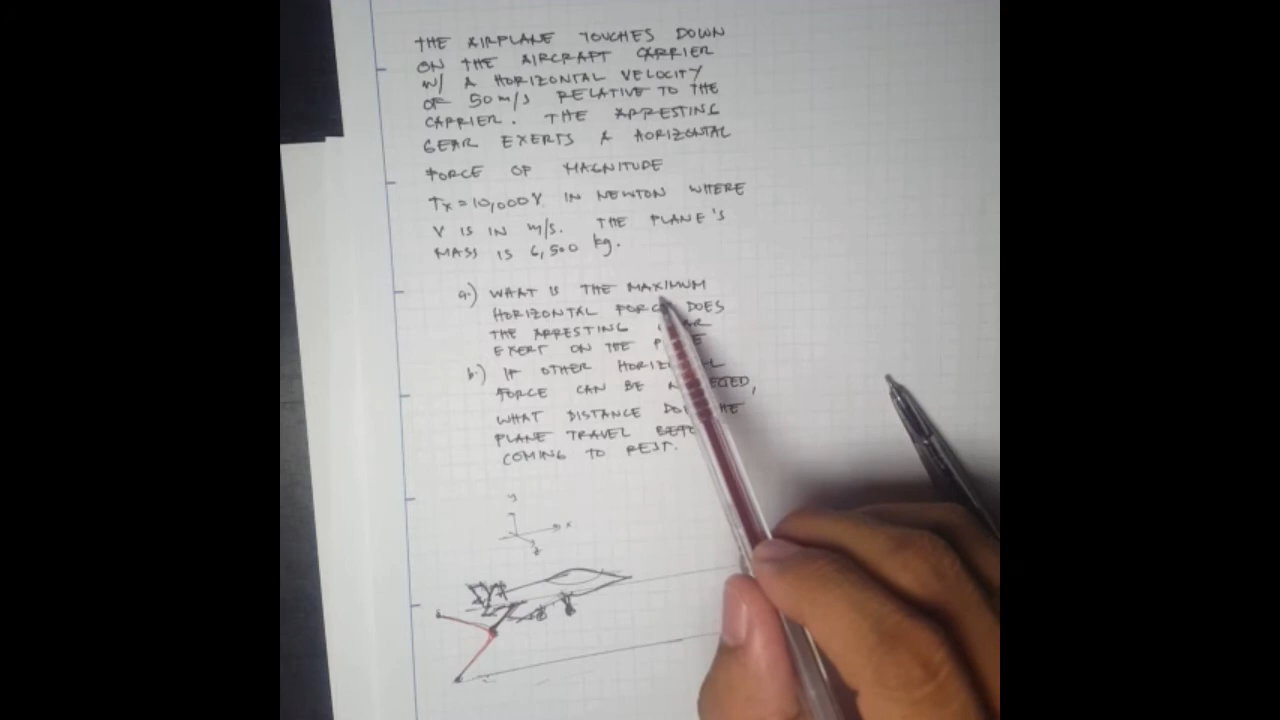 THE AIRPLANE TOUCHES DOWN
ON THE AIRCRAFT CARRIER
W/ A HORIZONTAL VELOCITY
OF 50 m/s RELATIVE TO THE
CARRIER. THE ARRESTING
GEAR EXERTS A HORIZONTAL
FORCE OF MAGNITUDE
Tx = 10,000V IN NEWTON WHERE
V IS IN m/s. THE PLANE'S
MASS IS 6,500 kg.
a.) WHAT IS THE MAXIMUM
HORIZONTAL FORC DOES
THE ARRESTING
EXERT ON THE
b.) IF OTHER
FORCE CAN BE
WHAT DISTANCE
PLANE TRAVEL
COMING TO REST.
y
x
z